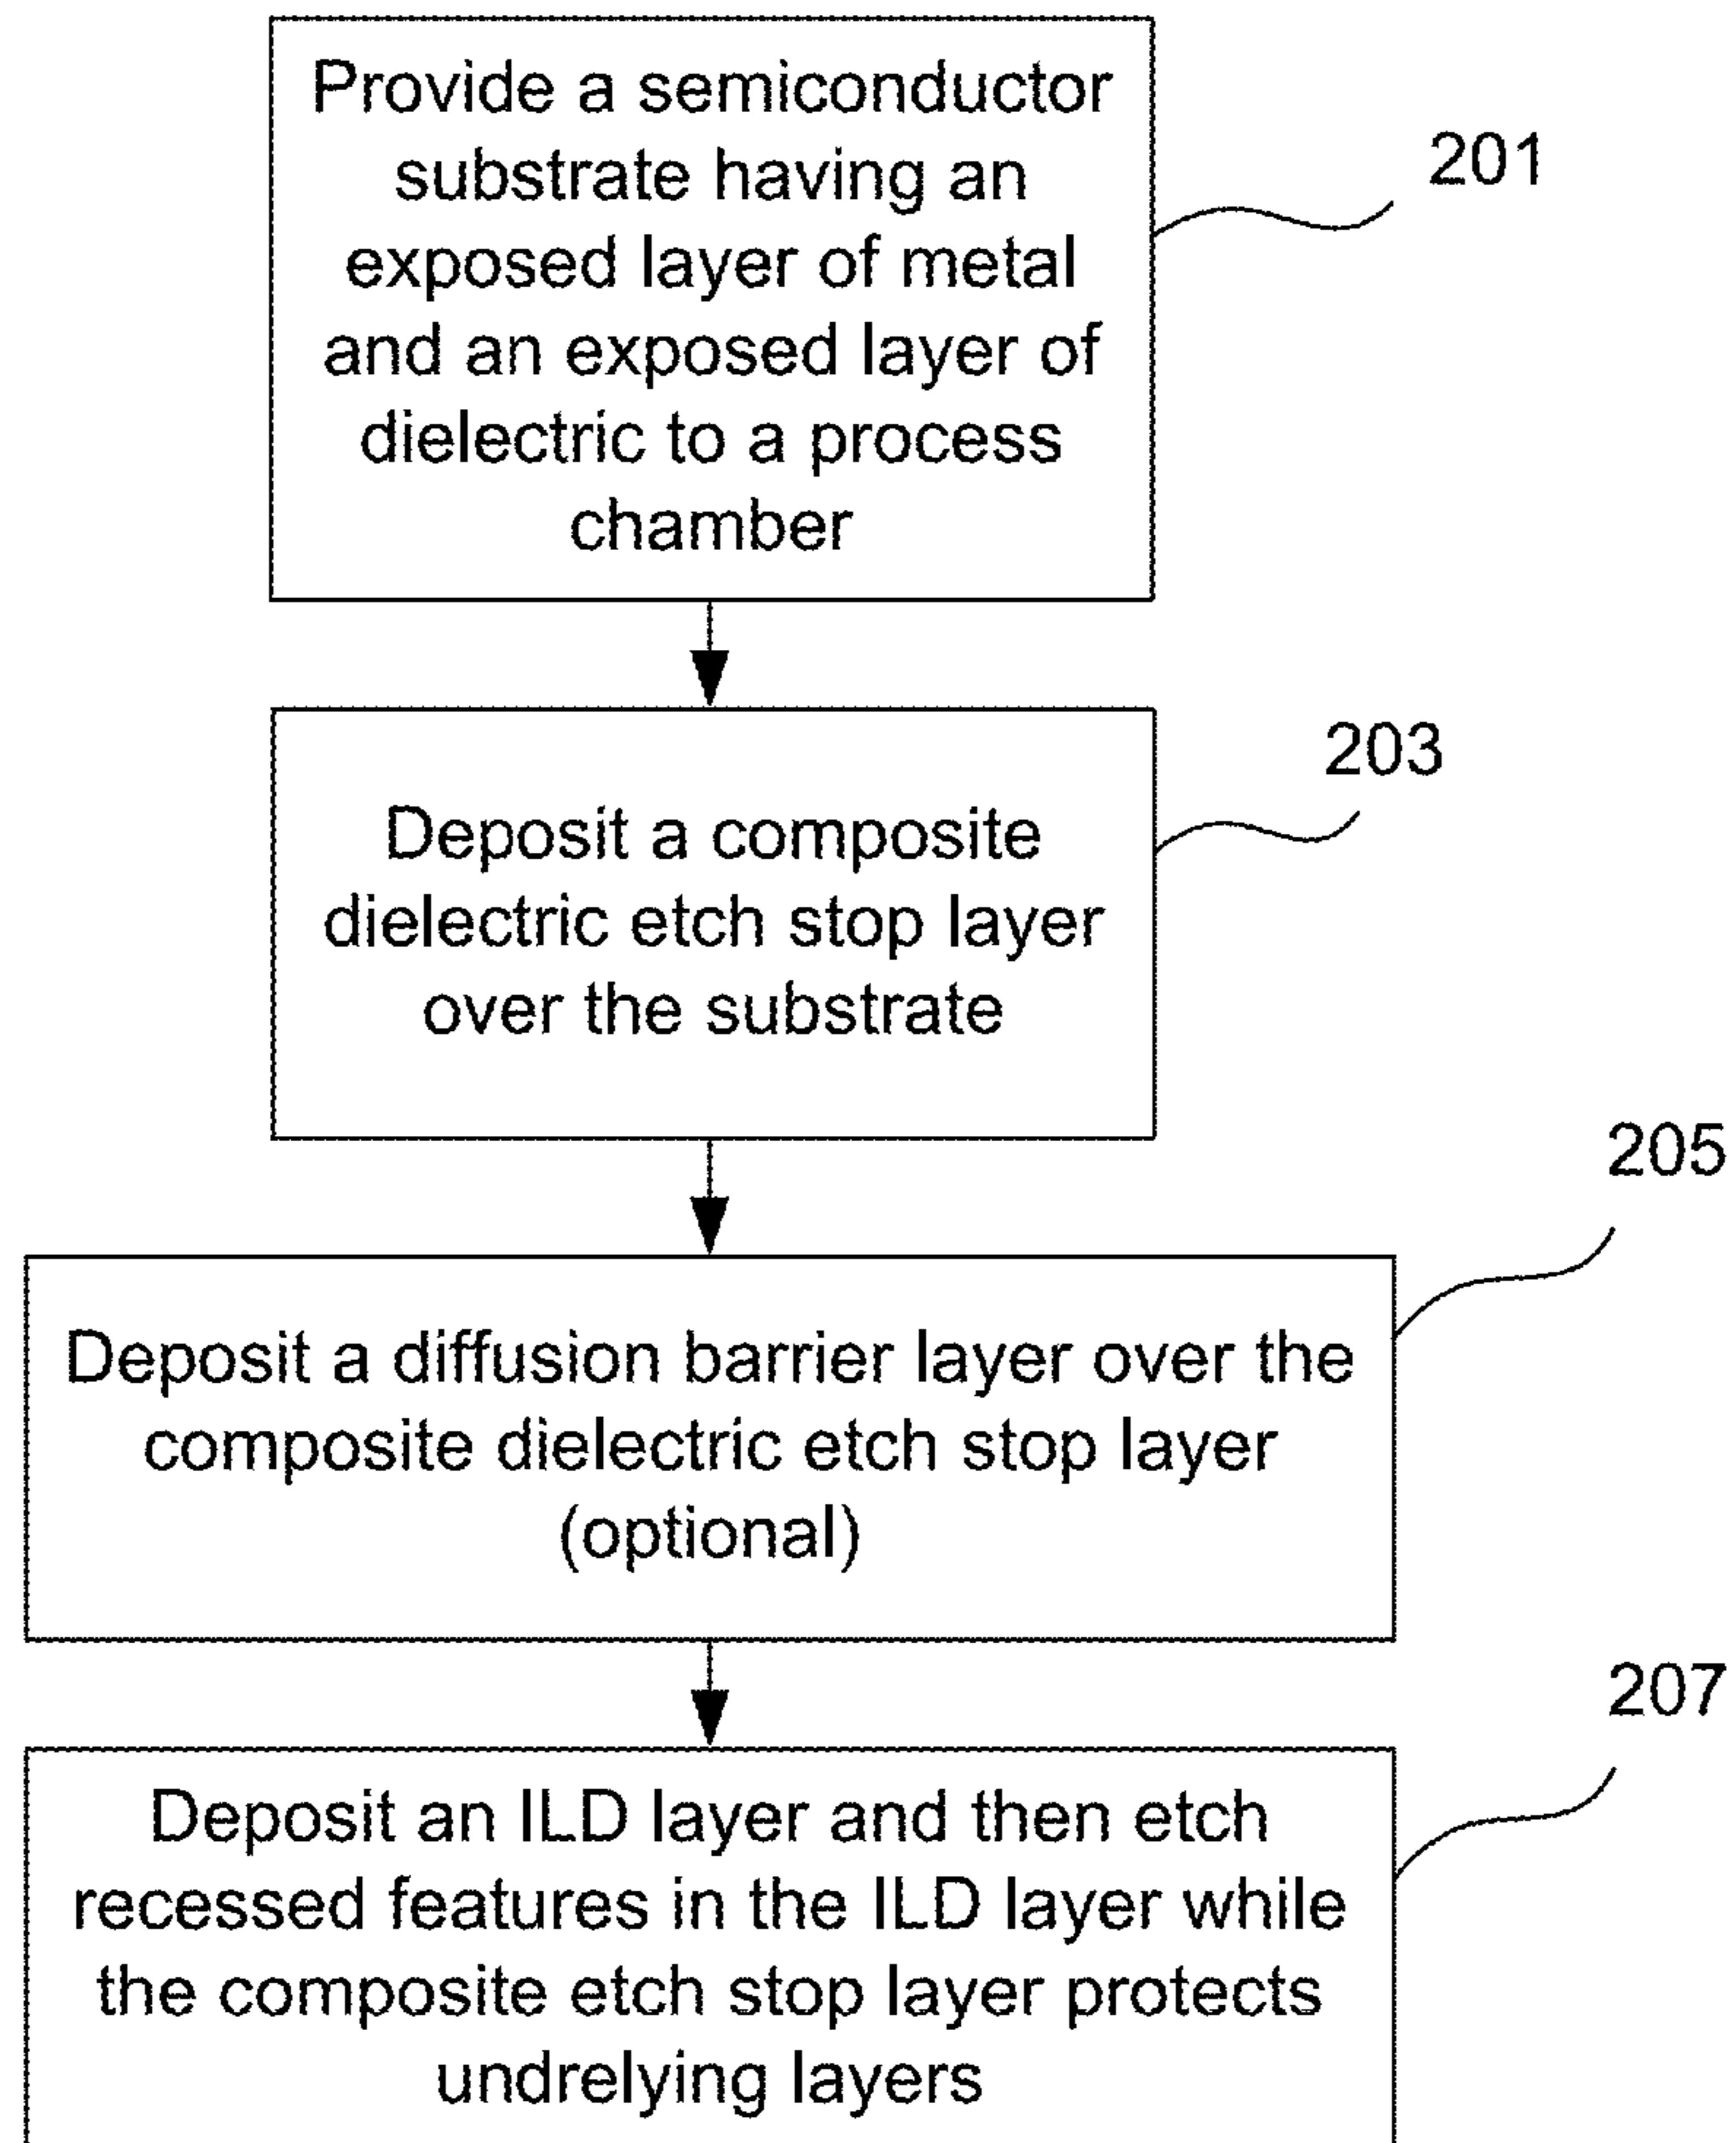 Provide a semiconductor
substrate having an
exposed layer of metal
and an exposed layer of
dielectric to a process
chamber
201
Deposit a composite
dielectric etch stop layer
over the substrate
203
Deposit a diffusion barrier layer over the
composite dielectric etch stop layer
(optional)
205
Deposit an ILD layer and then etch
recessed features in the ILD layer while
the composite etch stop layer protects
undrelying layers
207